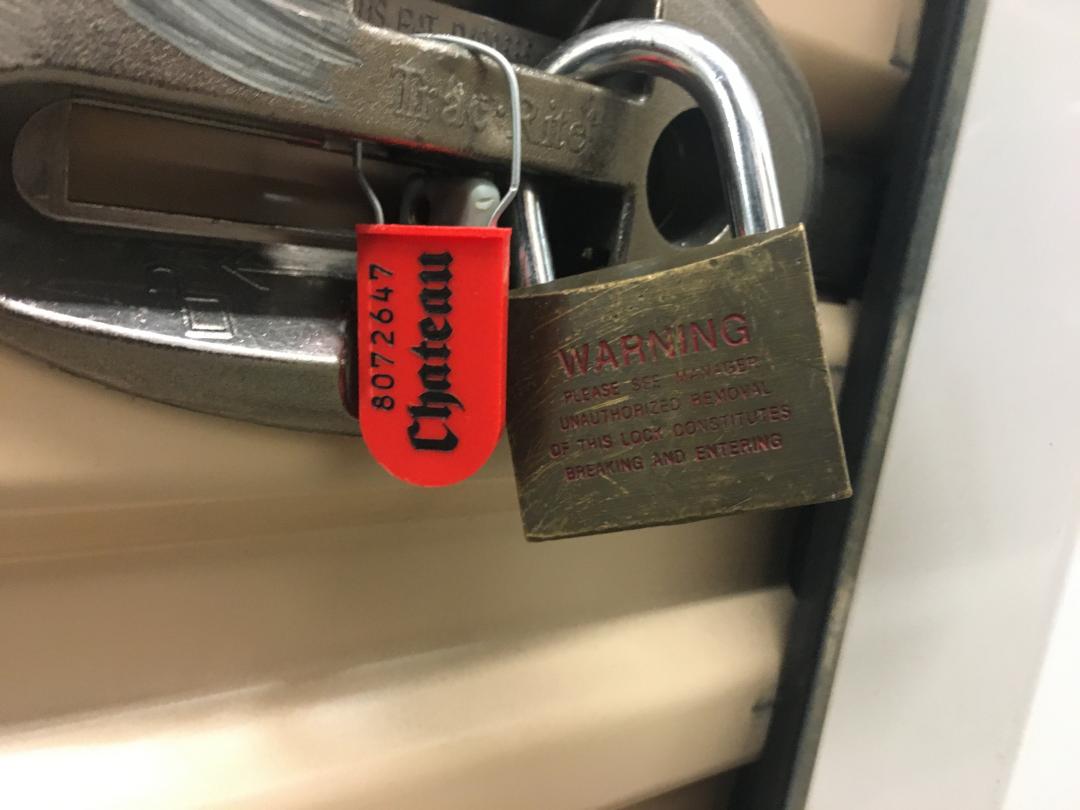 Trac-Rite
8072647
Chateau
WARNING
PLEASE SEE MANAGER
UNAUTHORIZED REMOVAL
OF THIS LOCK CONSTITUTES
BREAKING AND ENTERING